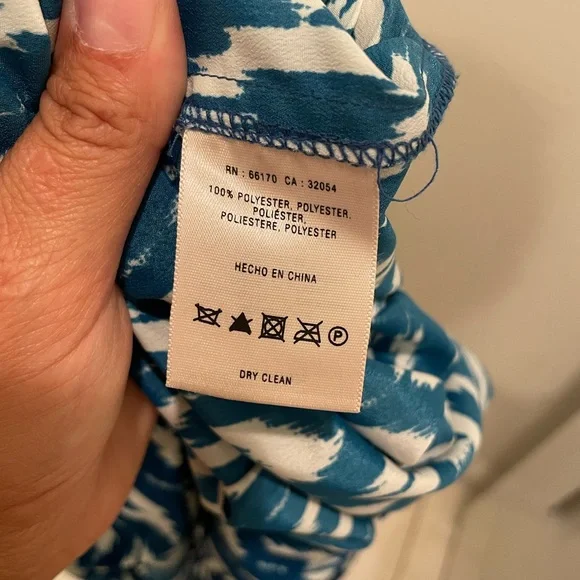 RN : 66170 CA : 32054
100% POLYESTER, POLYESTER,
POLIÉSTER,
POLIESTERE, POLYESTER
HECHO EN CHINA
P
DRY CLEAN